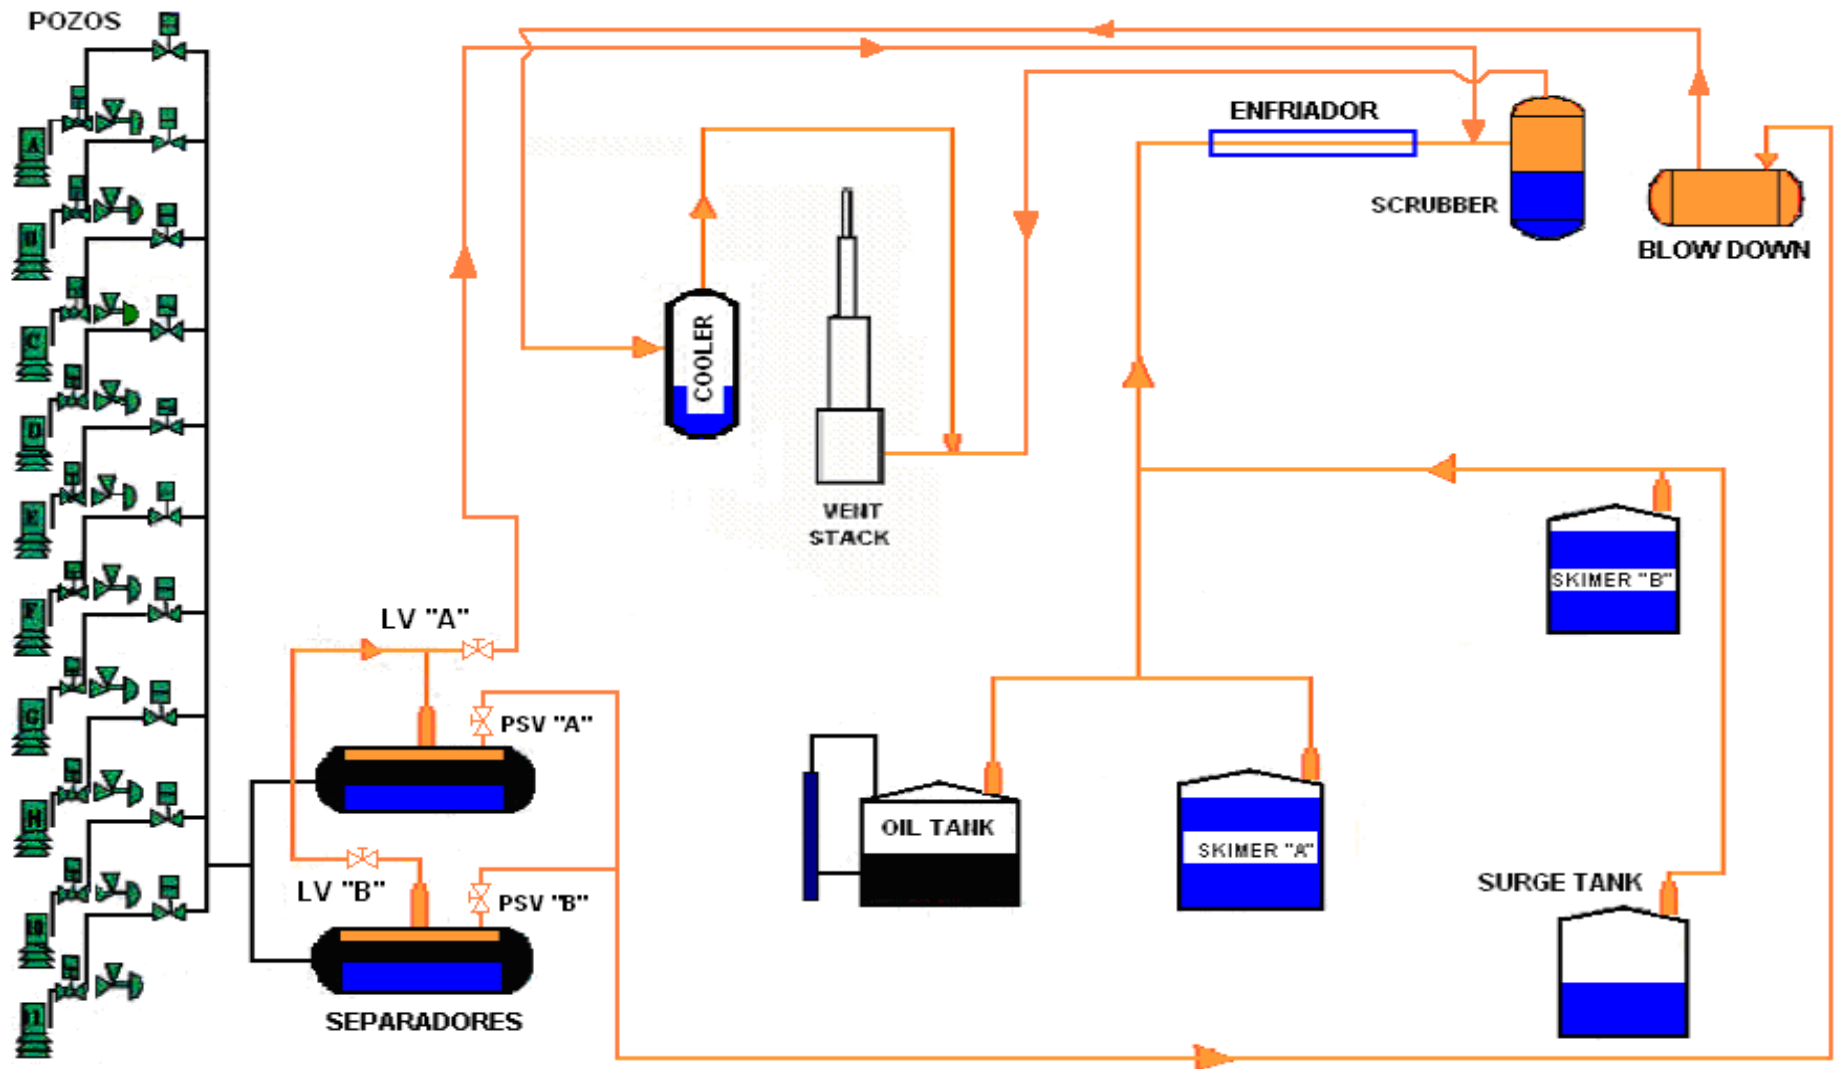 POZOS
A
C
D
E
F
G
H
ENFRIADOR
SCRUBBER
BLOW DOWN
COOLER
VENT
STACK
SKIMER "B"
LV "A"
PSV "A"
OIL TANK
SKIMER "A"
LV "B"
PSV "B"
SURGE TANK
SEPARADORES